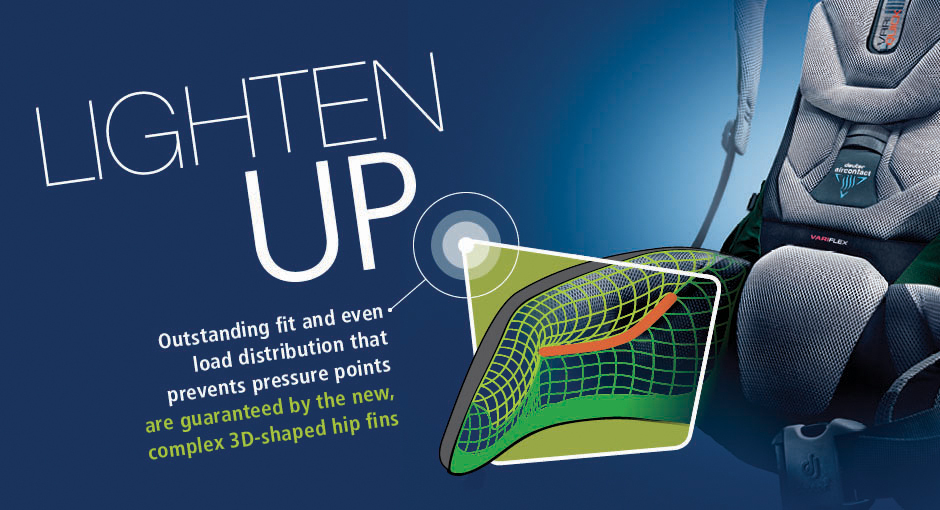 LIGHTEN
UP
Outstanding fit and even
load distribution that
prevents pressure points
are guaranteed by the new,
complex 3D-shaped hip fins
VARI
deuter
aircontact
VARIFLEX